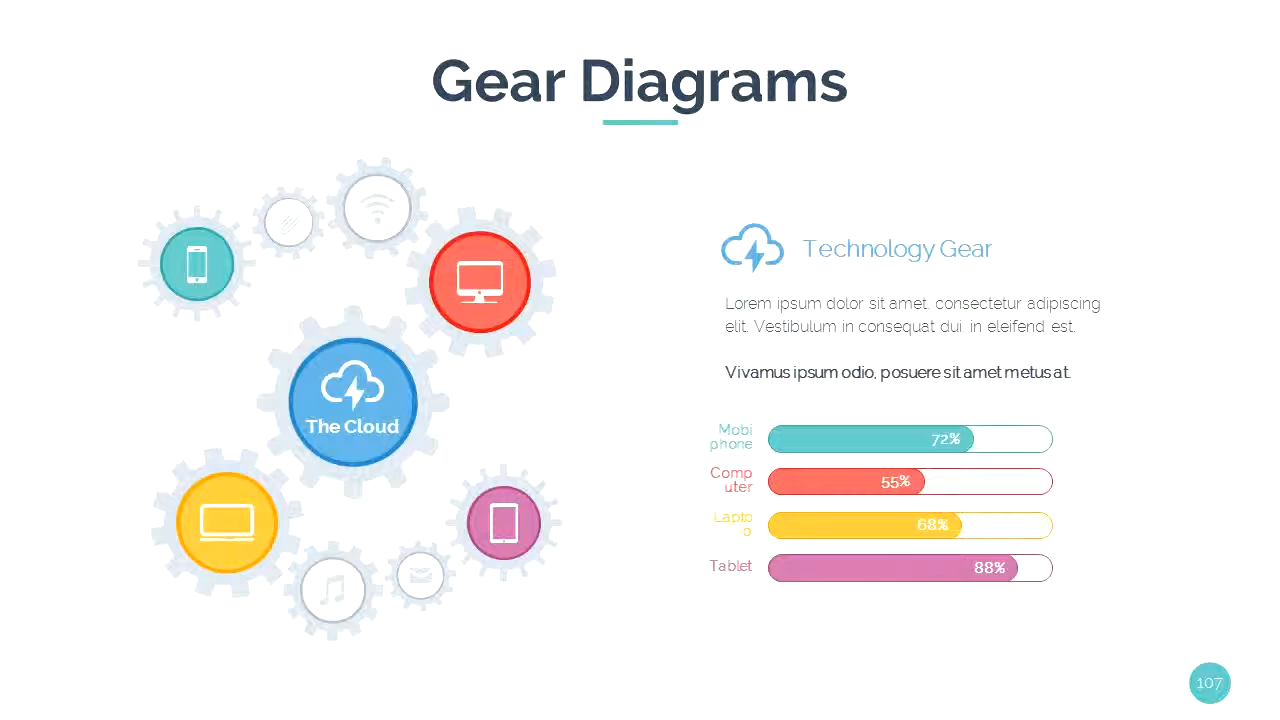 Gear Diagrams
The Cloud
Technology Gear
Lorem ipsum dolor sit amet, consectetur adipiscing
elit. Vestibulum in consequat dui, in eleifend est.
Vivamus ipsum odio, posuere sit amet metus at.
Mobi
phone
72%
Comp
uter
55%
Lapto
p
68%
Tablet
88%
107